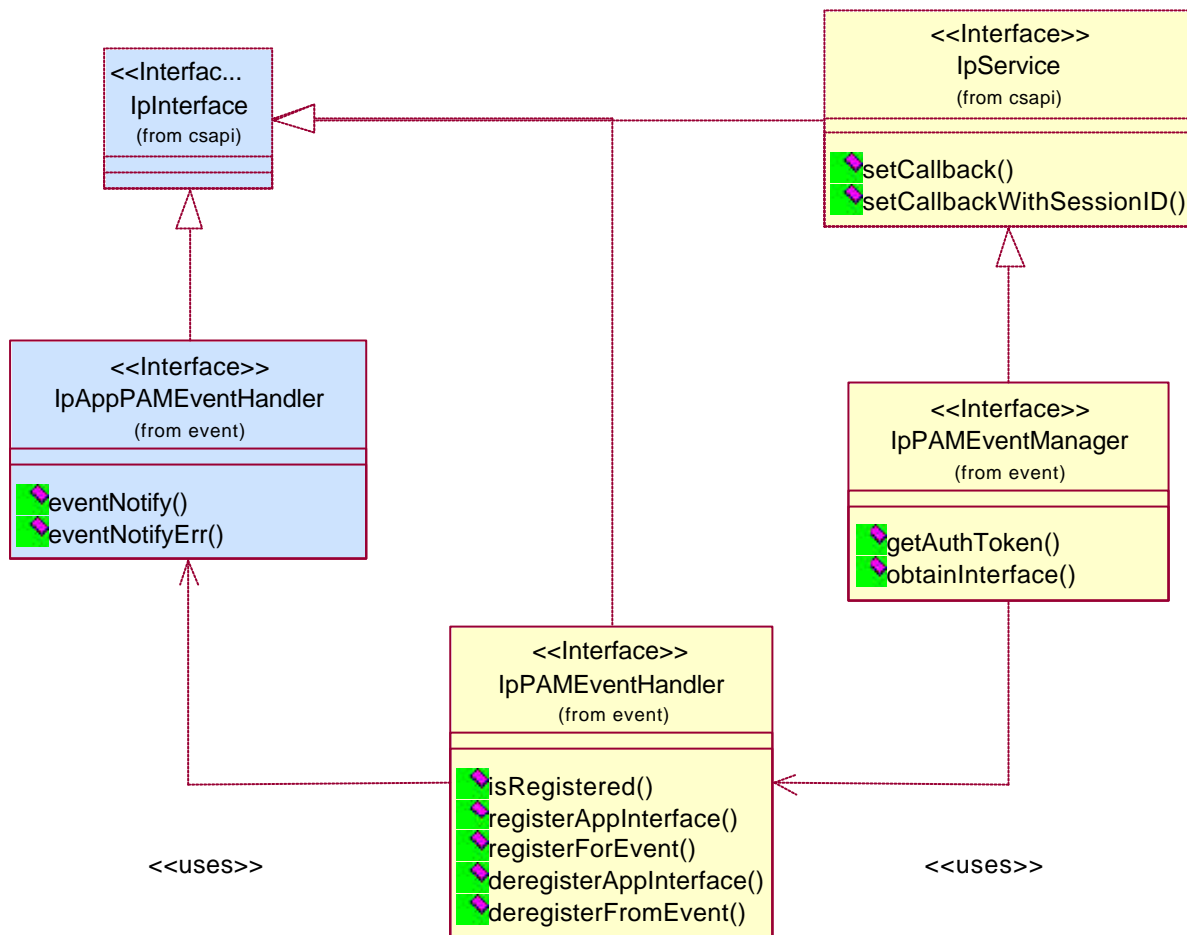 <<Interfac...
IpInterface
(from csapi)
<<Interface>>
IpService
(from csapi)
setCallback()
setCallbackWithSessionID()
<<Interface>>
IpAppPAMEventHandler
(from event)
eventNotify()
eventNotifyErr()
<<Interface>>
IpPAMEventManager
(from event)
getAuthToken()
obtainInterface()
<<Interface>>
IpPAMEventHandler
(from event)
isRegistered()
registerAppInterface()
registerForEvent()
deregisterAppInterface()
deregisterFromEvent()
<<uses>>
<<uses>>